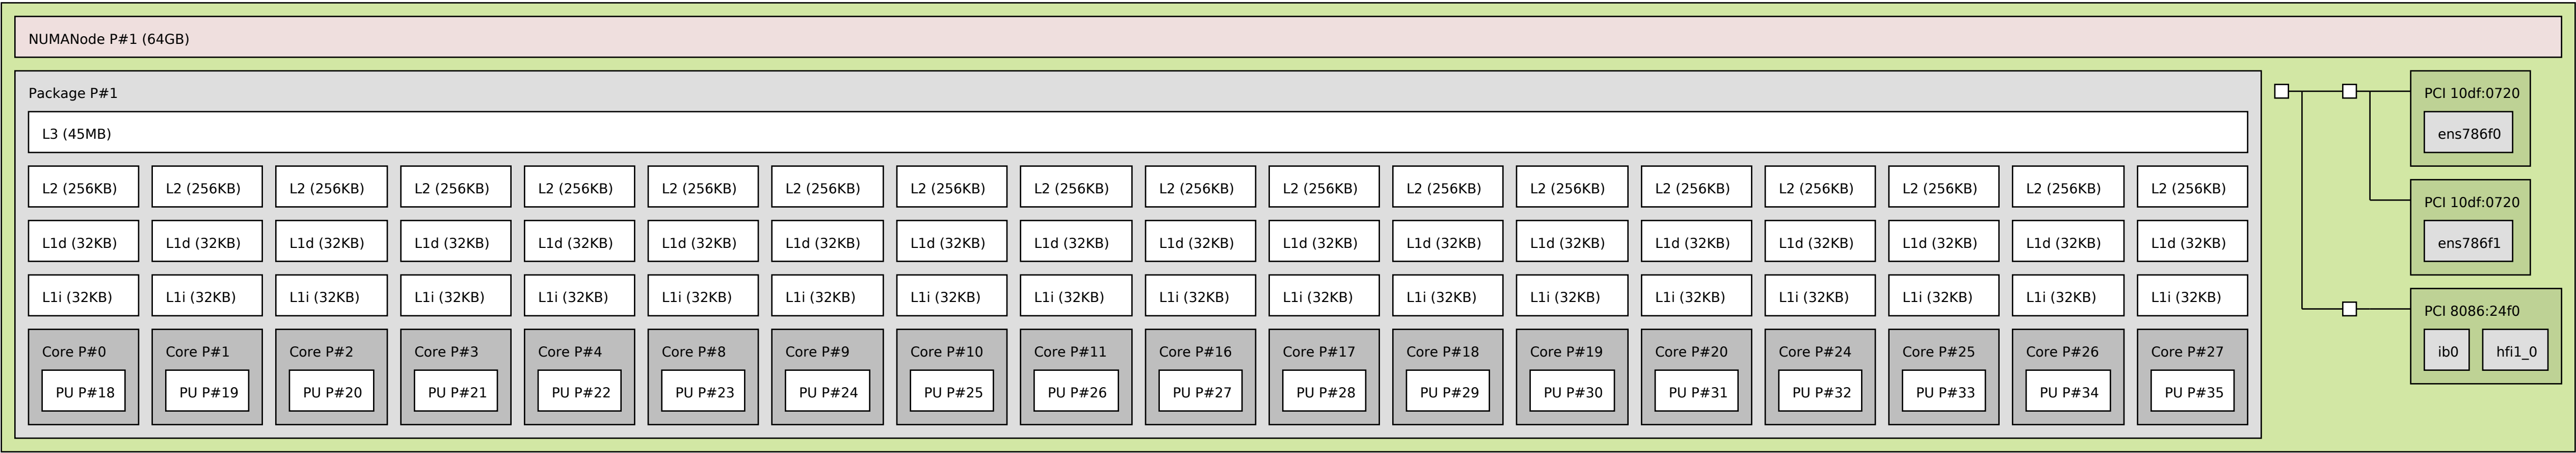 NUMANode P#1 (64GB)
Package P#1
L3 (45MB)
L2 (256KB) L2 (256KB) L2 (256KB) L2 (256KB) L2 (256KB) L2 (256KB) L2 (256KB) L2 (256KB) L2 (256KB) L2 (256KB) L2 (256KB) L2 (256KB) L2 (256KB) L2 (256KB) L2 (256KB) L2 (256KB) L2 (256KB) L2 (256KB)
L1d (32KB) L1d (32KB) L1d (32KB) L1d (32KB) L1d (32KB) L1d (32KB) L1d (32KB) L1d (32KB) L1d (32KB) L1d (32KB) L1d (32KB) L1d (32KB) L1d (32KB) L1d (32KB) L1d (32KB) L1d (32KB) L1d (32KB) L1d (32KB)
L1i (32KB) L1i (32KB) L1i (32KB) L1i (32KB) L1i (32KB) L1i (32KB) L1i (32KB) L1i (32KB) L1i (32KB) L1i (32KB) L1i (32KB) L1i (32KB) L1i (32KB) L1i (32KB) L1i (32KB) L1i (32KB) L1i (32KB) L1i (32KB)
Core P#0 Core P#1 Core P#2 Core P#3 Core P#4 Core P#8 Core P#9 Core P#10 Core P#11 Core P#16 Core P#17 Core P#18 Core P#19 Core P#20 Core P#24 Core P#25 Core P#26 Core P#27
PU P#18 PU P#19 PU P#20 PU P#21 PU P#22 PU P#23 PU P#24 PU P#25 PU P#26 PU P#27 PU P#28 PU P#29 PU P#30 PU P#31 PU P#32 PU P#33 PU P#34 PU P#35
PCI 10df:0720
ens786f0
PCI 10df:0720
ens786f1
PCI 8086:24f0
ib0 hfi1_0